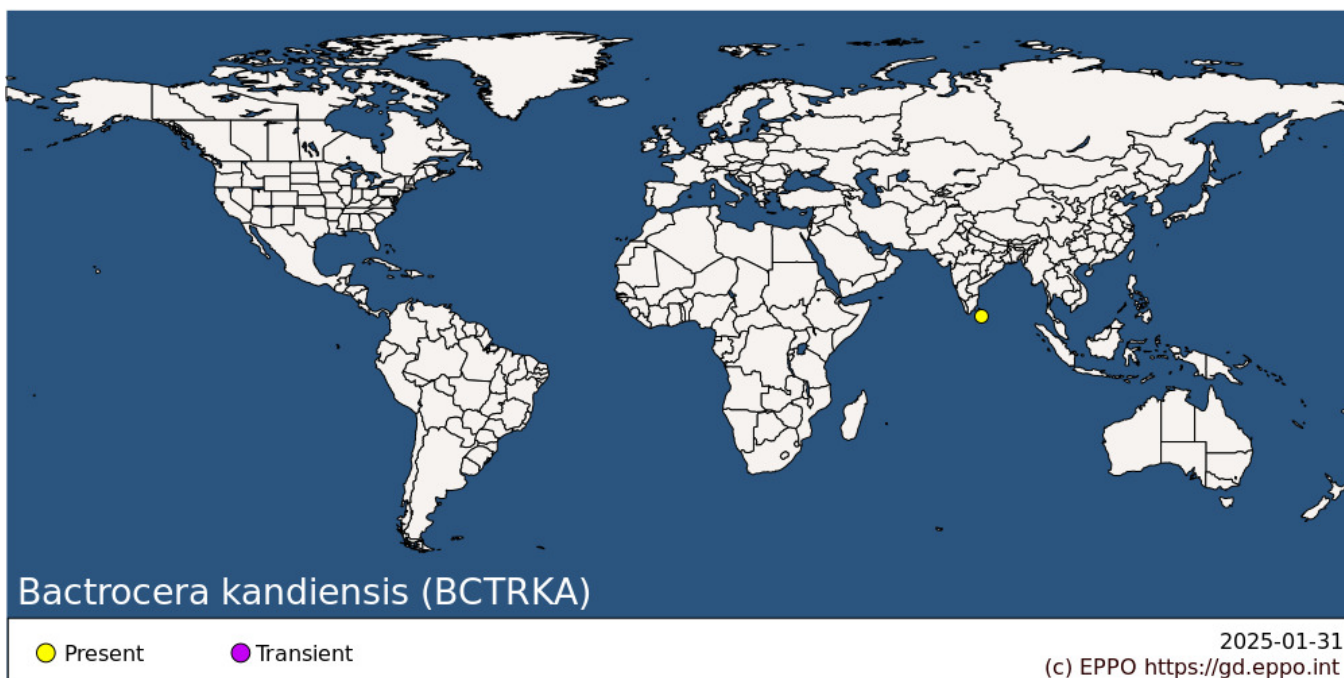 Bactrocera kandiensis (BCTRKA)
Present
Transient
2025-01-31
(c) EPPO https://gd.eppo.int